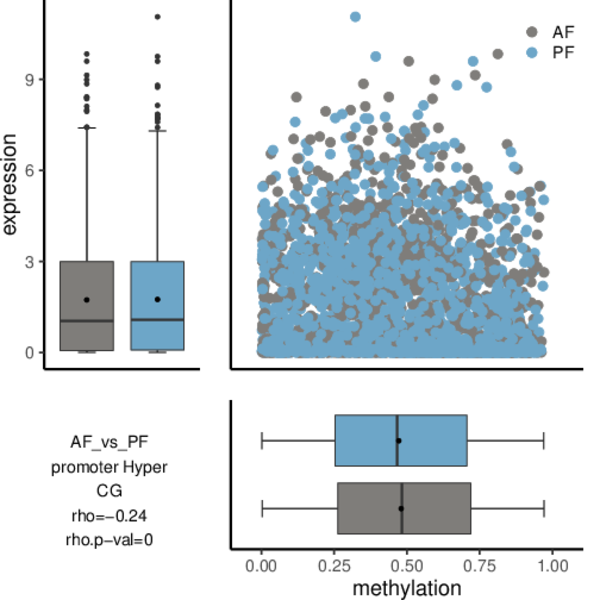 AF
PF
expression
9
6
3
0
AF_vs_PF
promoter Hyper
CG
rho=−0.24
rho.p−val=0
0.00 0.25 0.50 0.75 1.00
methylation